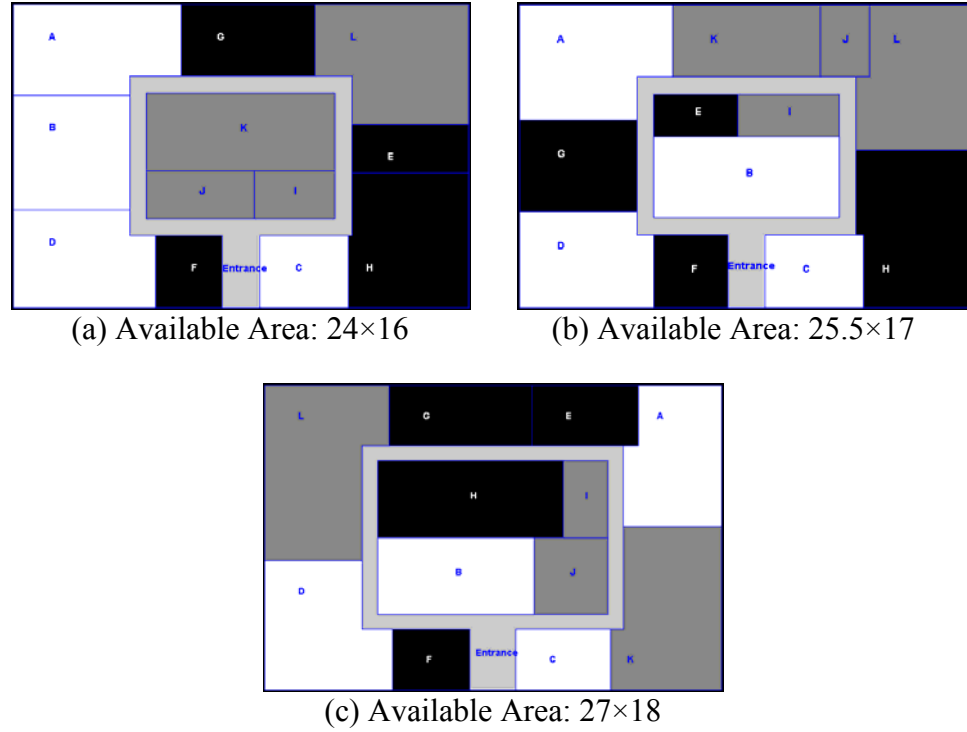 A
G
L
B
K
E
J
I
D
F
Entrance
C
H
(a) Available Area: 24×16
A
K
J
L
E
I
G
B
D
F
Entrance
C
H
(b) Available Area: 25.5×17
L
G
E
A
H
I
B
J
D
F
Entrance
C
K
(c) Available Area: 27×18